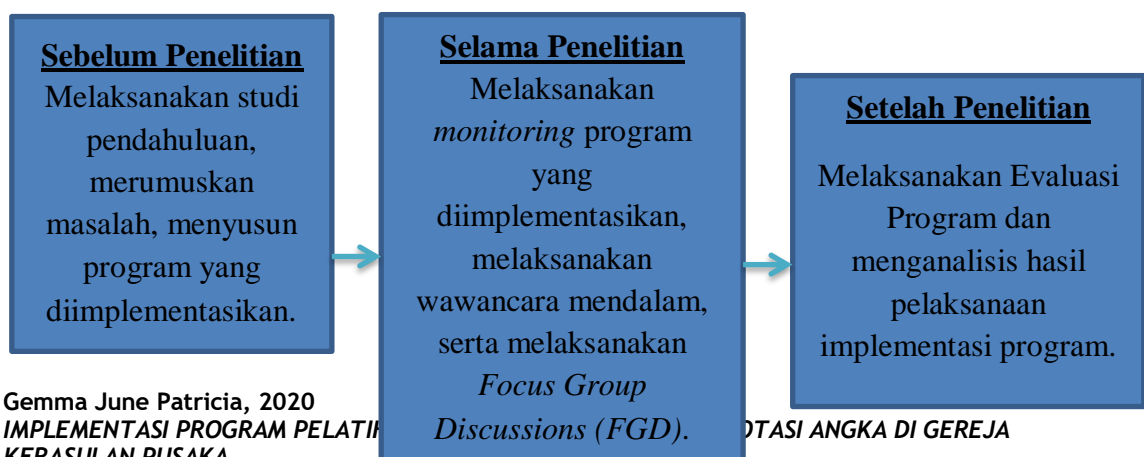 Sebelum Penelitian
Melaksanakan studi
pendahuluan,
merumuskan
masalah, menyusun
program yang
diimplementasikan.
Selama Penelitian
Melaksanakan
monitoring program
yang
diimplementasikan,
melaksanakan
wawancara mendalam,
serta melaksanakan
Focus Group
Discussions (FGD).
Setelah Penelitian
Melaksanakan Evaluasi
Program dan
menganalisis hasil
pelaksanaan
implementasi program.
Gemma June Patricia, 2020
IMPLEMENTASI PROGRAM ANGKA DI GEREJA
KERASULAN PUSAKA